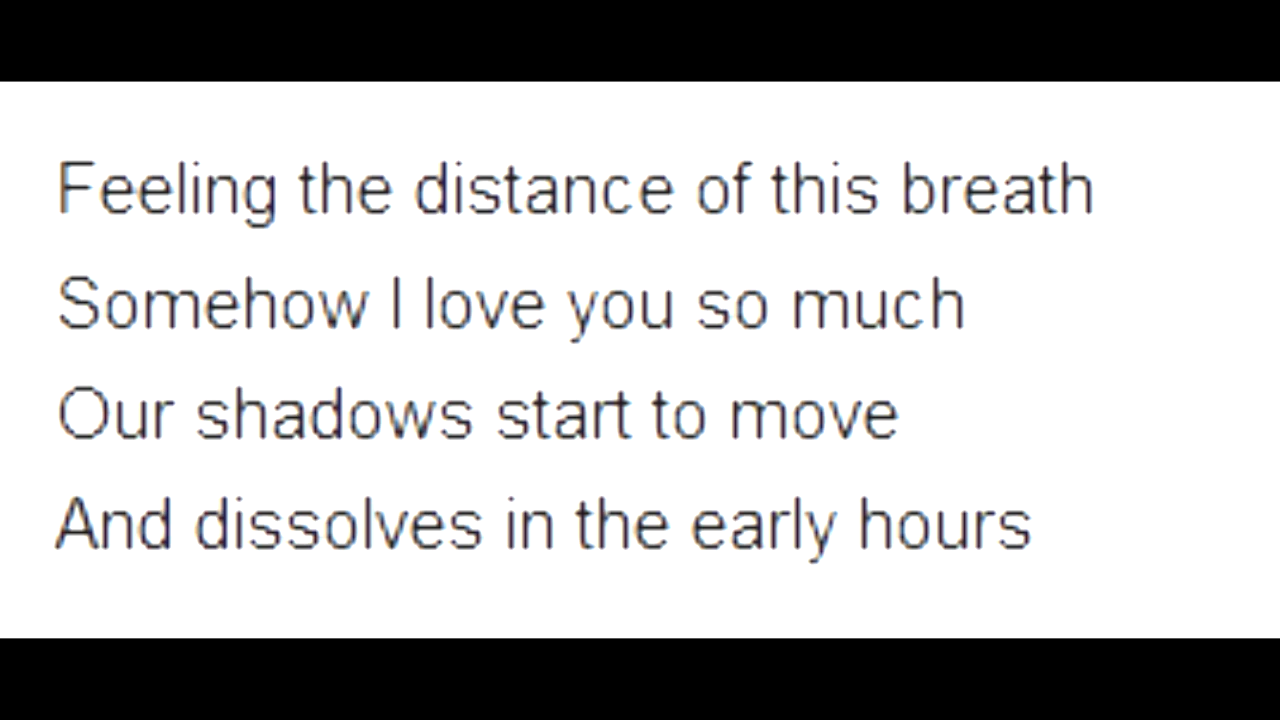 Feeling the distance of this breath
Somehow I love you so much
Our shadows start to move
And dissolves in the early hours